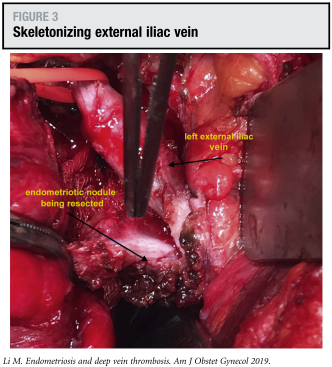 FIGURE 3
Skeletonizing external iliac vein
left external iliac
vein
endometriotic nodule
being resected
Li M. Endometriosis and deep vein thrombosis. Am J Obstet Gynecol 2019.